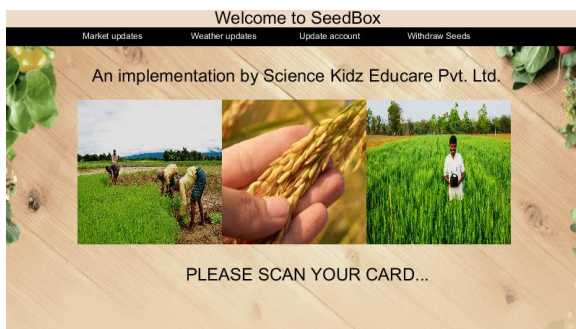 Welcome to SeedBox
Market updates Weather updates Update account Withdraw Seeds
An implementation by Science Kidz Educare Pvt. Ltd.
PLEASE SCAN YOUR CARD...